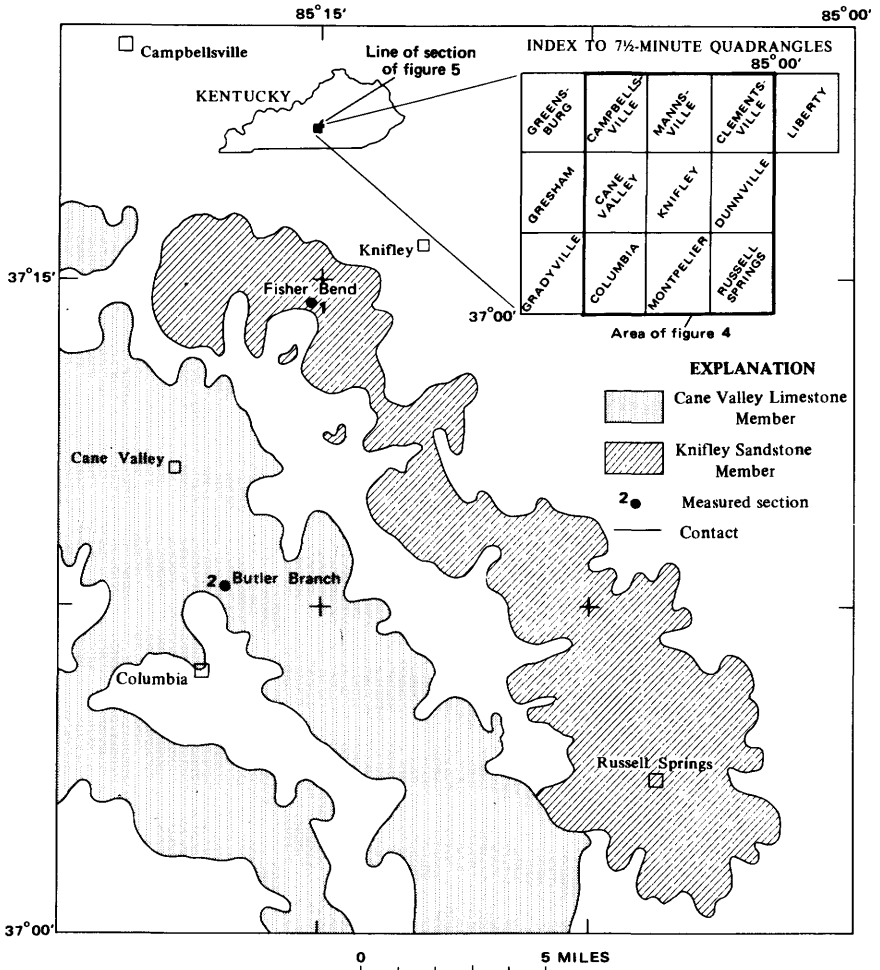 85°15'
85°00'
Campbellsville
Line of section
of figure 5
KENTUCKY
INDEX TO 7½-MINUTE QUADRANGLES
85°00'
GREENS-
BURG
CAMPBELLS-
VILLE
MANNS-
VILLE
CLEMENTS-
VILLE
LIBERTY
GRESHAM
CANE
VALLEY
KNIFLEY
DUNNVILLE
GRADYVILLE
COLUMBIA
MONTPELIER
RUSSELL
SPRINGS
37°00'
Area of figure 4
Knifley
37°15'
Fisher Bend
1
EXPLANATION
Cane Valley Limestone
Member
Knifley Sandstone
Member
2 Measured section
Contact
Cane Valley
2 Butler Branch
Columbia
Russell Springs
37°00'
0 5 MILES